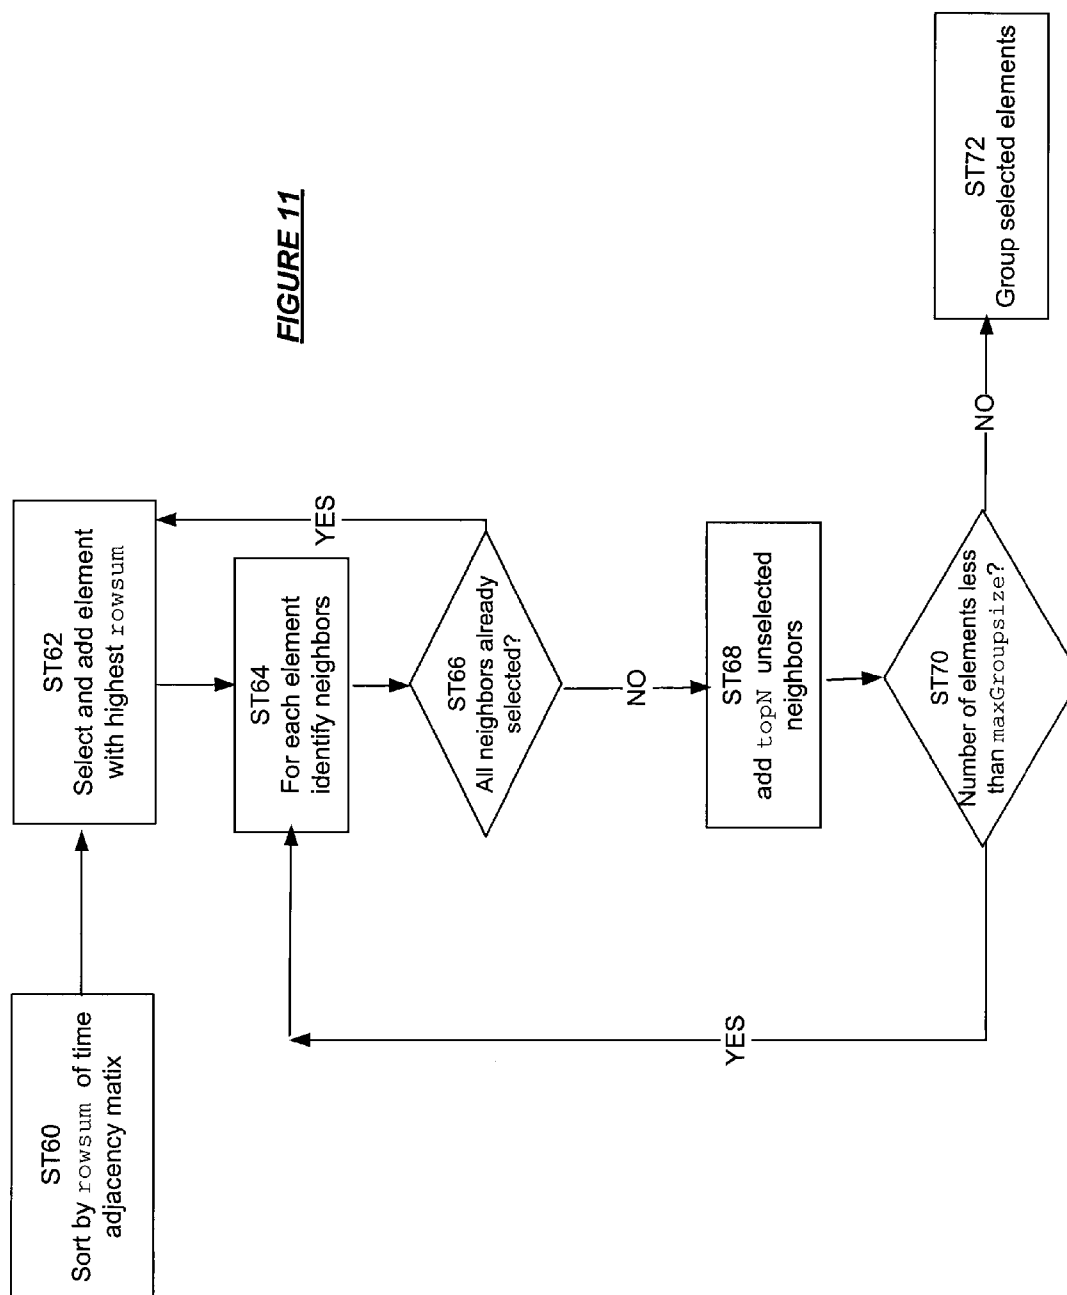 ST60
Sort by rowsum of time
adjacency matix
ST62
Select and add element
with highest rowsum
ST64
For each element
identify neighbors
YES
ST66
All neighbors already
selected?
NO
ST68
add topN unselected
neighbors
YES
ST70
Number of elements less
than maxGroupsize?
NO
ST72
Group selected elements
FIGURE 11